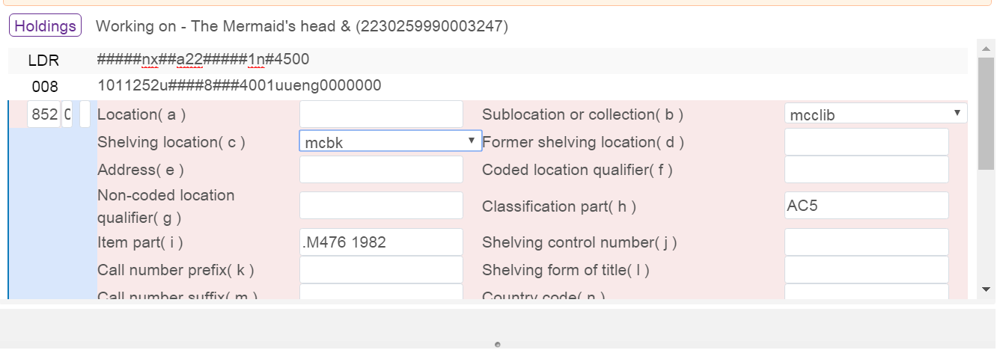 Holdings Working on - The Mermaid's head & (2230259990003247)
LDR #####nx##a22#####1n#4500
008 1011252u####8###4001uueng0000000
852 0 Location( a ) Sublocation or collection( b ) mcclib
Shelving location( c ) mcbk Former shelving location( d )
Address( e ) Coded location qualifier( f )
Non-coded location
qualifier( g ) Classification part( h ) AC5
Item part( i ) .M476 1982 Shelving control number( j )
Call number prefix( k ) Shelving form of title( l )
Call number suffix( m ) Country code( n )